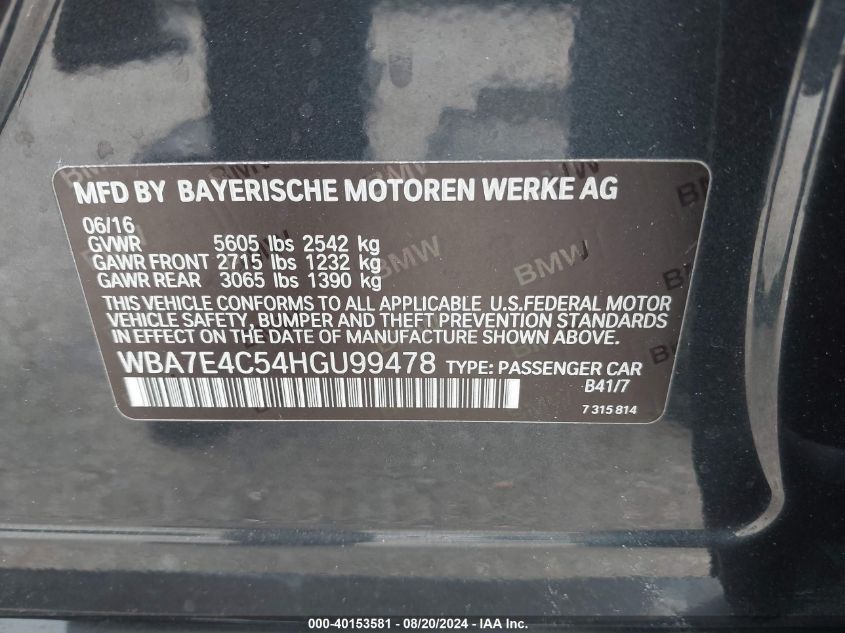 MFD BY BAYERISCHE MOTOREN WERKE AG
06/16
GVWR 5605 lbs 2542 kg
GAWR FRONT 2715 lbs 1232 kg
GAWR REAR 3065 lbs 1390 kg
THIS VEHICLE CONFORMS TO ALL APPLICABLE U.S.FEDERAL MOTOR
VEHICLE SAFETY, BUMPER AND THEFT PREVENTION STANDARDS
IN EFFECT ON THE DATE OF MANUFACTURE SHOWN ABOVE.
WBA7E4C54HGU99478 TYPE: PASSENGER CAR
B41/7
7 315 814
BMW
BMW
BMW
000-40153581 - 08/20/2024 - IAA Inc.